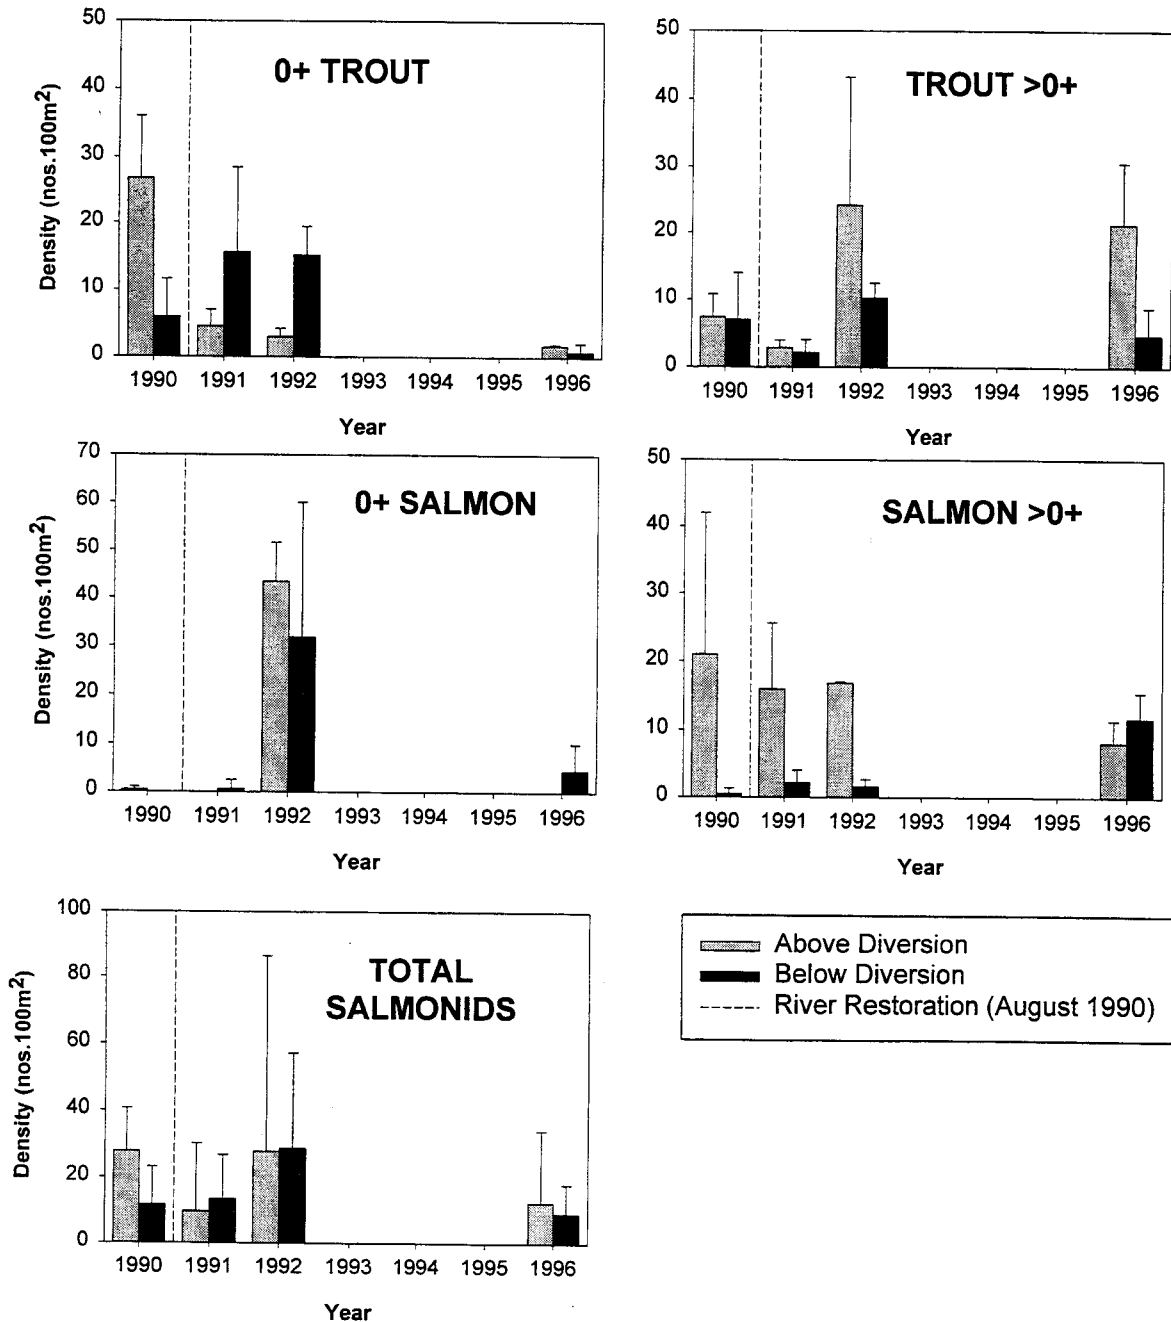 50
40
30
20
10
0
Density (nos.100m2)
0+ TROUT
1990 1991 1992 1993 1994 1995 1996
Year
50
40
30
20
10
0
TROUT >0+
1990 1991 1992 1993 1994 1995 1996
Year
70
60
50
40
30
20
10
0
Density (nos.100m2)
0+ SALMON
1990 1991 1992 1993 1994 1995 1996
Year
50
40
30
20
10
0
SALMON >0+
1990 1991 1992 1993 1994 1995 1996
Year
100
80
60
40
20
0
Density (nos.100m2)
TOTAL
SALMONIDS
1990 1991 1992 1993 1994 1995 1996
Year
Above Diversion
Below Diversion
River Restoration (August 1990)